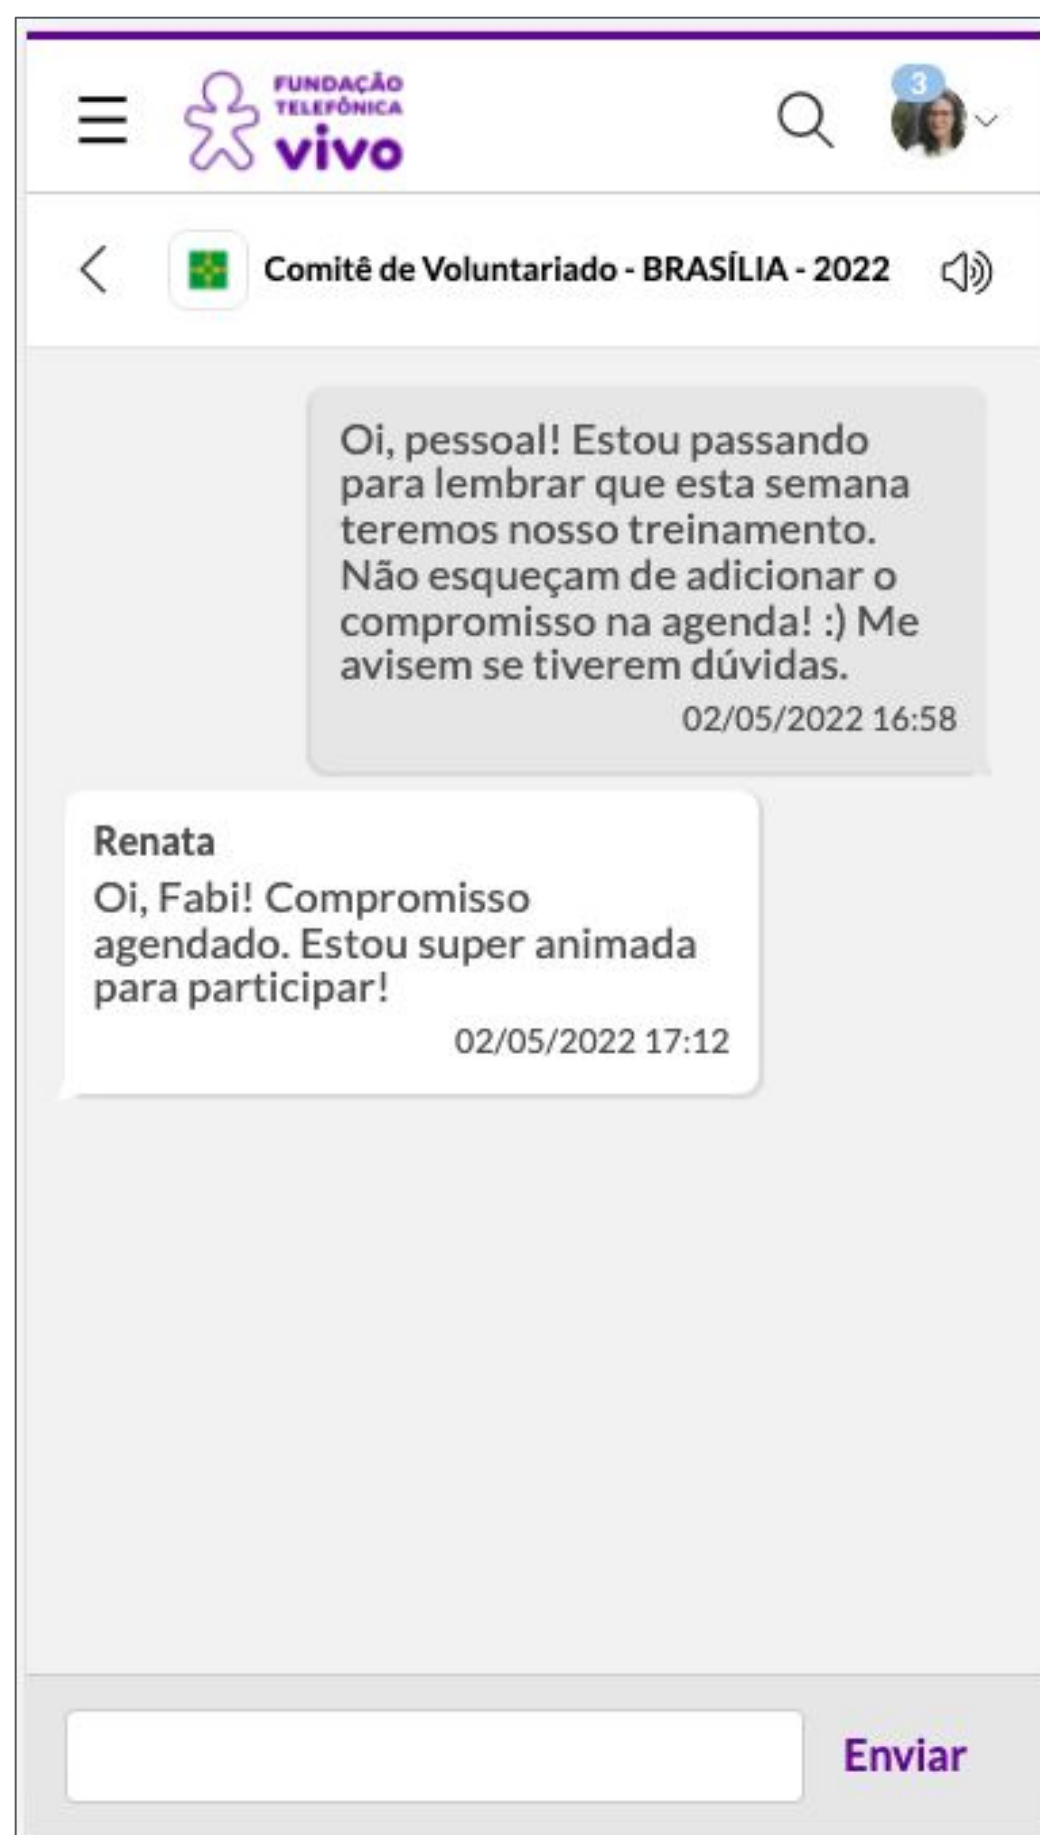 FUNDAÇÃO
TELEFÔNICA
vivo
3
Comitê de Voluntariado - BRASÍLIA - 2022
Oi, pessoal! Estou passando
para lembrar que esta semana
teremos nosso treinamento.
Não esqueçam de adicionar o
compromisso na agenda! :) Me
avisem se tiverem dúvidas.
02/05/2022 16:58
Renata
Oi, Fabi! Compromisso
agendado. Estou super animada
para participar!
02/05/2022 17:12
Enviar